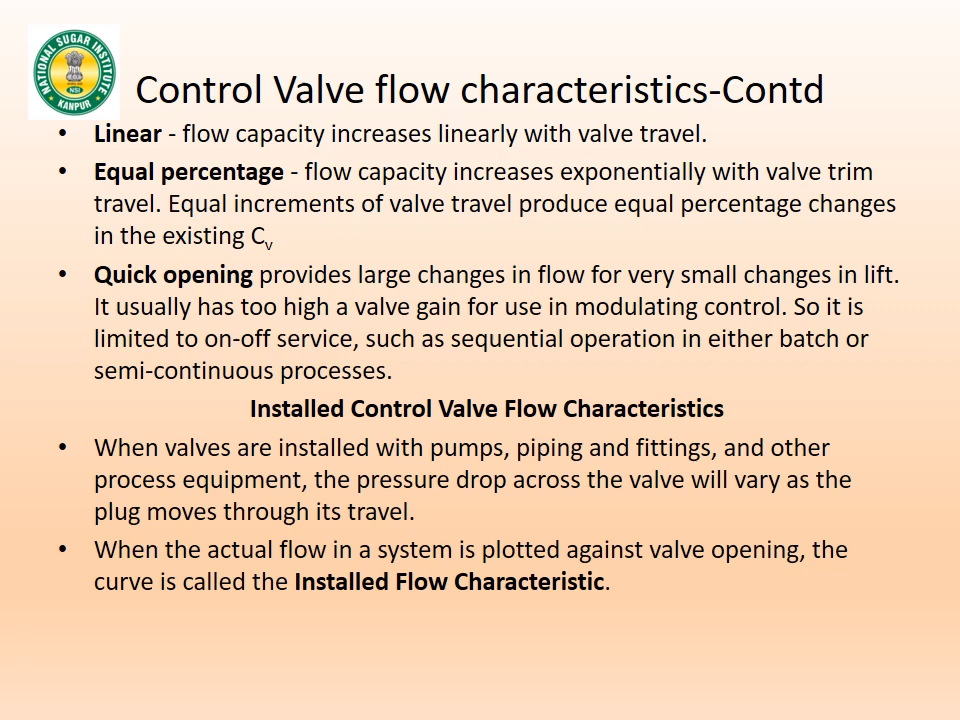 NATIONAL SUGAR INSTITUTE
NSI
KANPUR
Control Valve flow characteristics-Contd
• Linear - flow capacity increases linearly with valve travel.
• Equal percentage - flow capacity increases exponentially with valve trim
travel. Equal increments of valve travel produce equal percentage changes
in the existing Cv
• Quick opening provides large changes in flow for very small changes in lift.
It usually has too high a valve gain for use in modulating control. So it is
limited to on-off service, such as sequential operation in either batch or
semi-continuous processes.
Installed Control Valve Flow Characteristics
• When valves are installed with pumps, piping and fittings, and other
process equipment, the pressure drop across the valve will vary as the
plug moves through its travel.
• When the actual flow in a system is plotted against valve opening, the
curve is called the Installed Flow Characteristic.